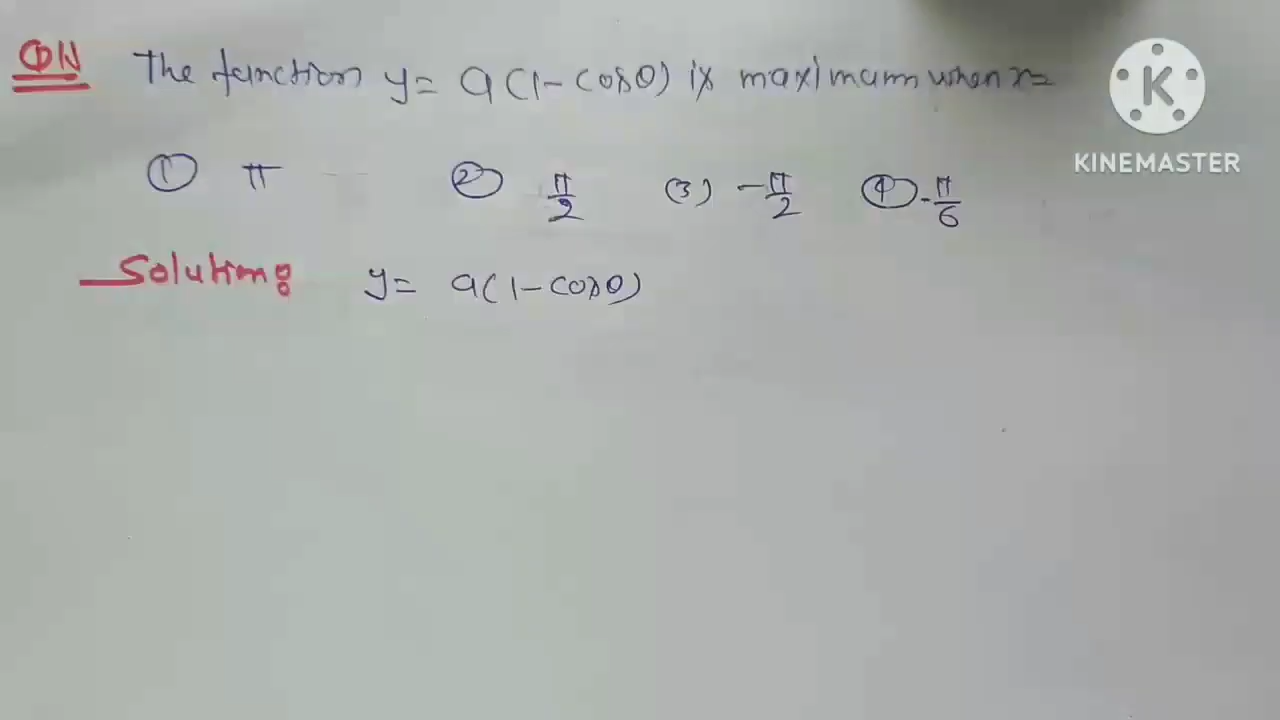 QN The function y = a(1 - cosθ) is maximum when x =
K
KINEMASTER
① π ② π/2 (3) -π/2 ④ -π/6
Solution: y = a(1 - cosθ)